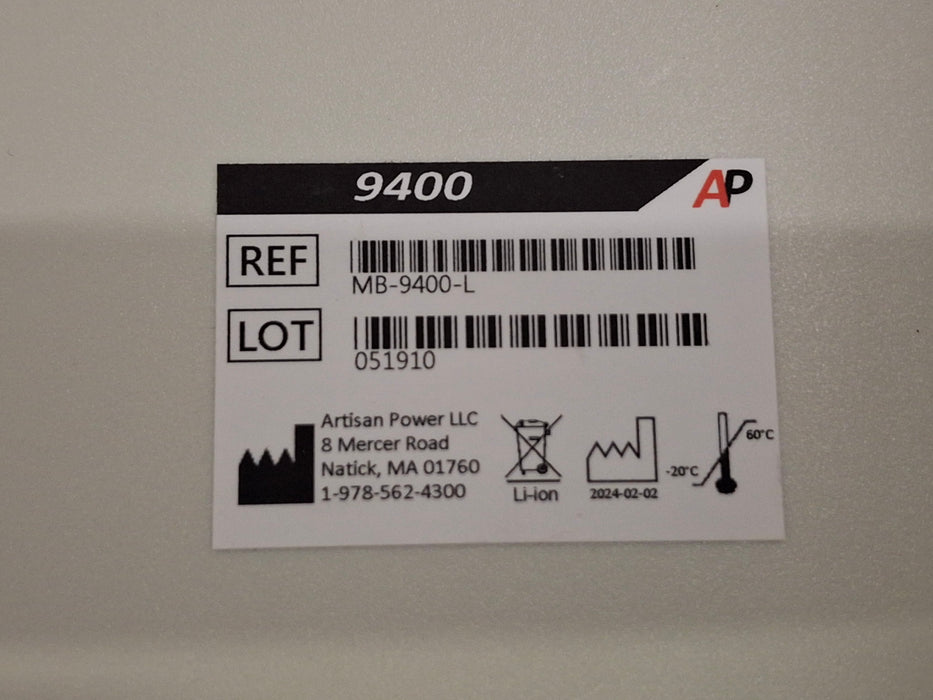 9400
AP
REF
MB-9400-L
LOT
051910
Artisan Power LLC
8 Mercer Road
Natick, MA 01760
1-978-562-4300
Li-ion
2024-02-02
-20°C
60°C